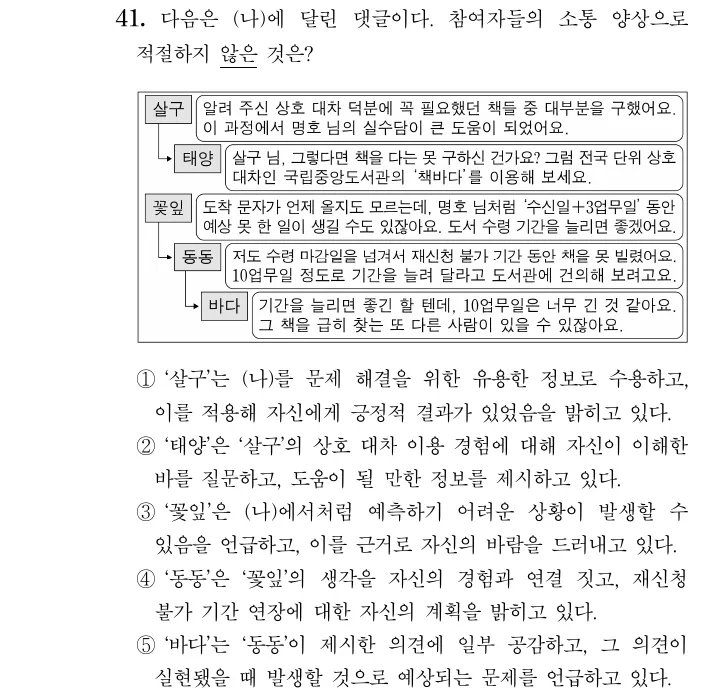 41. 다음은 (나)에 달린 댓글이다. 참여자들의 소통 양상으로
적절하지 않은 것은?
살구
알려 주신 상호 대차 덕분에 꼭 필요했던 책들 중 대부분을 구했어요.
이 과정에서 명호 님의 실수담이 큰 도움이 되었어요.
태양
살구 님, 그렇다면 책을 다는 못 구하신 건가요? 그럼 전국 단위 상호
대차인 국립중앙도서관의 ‘책바다’를 이용해 보세요.
꽃잎
도착 문자가 언제 올지도 모르는데, 명호 님처럼 ‘수신일+3업무일’ 동안
예상 못 한 일이 생길 수도 있잖아요. 도서 수령 기간을 늘리면 좋겠어요.
동동
저도 수령 마감일을 넘겨서 재신청 불가 기간 동안 책을 못 빌렸어요.
10업무일 정도로 기간을 늘려 달라고 도서관에 건의해 보려고요.
바다
기간을 늘리면 좋긴 할 텐데, 10업무일은 너무 긴 것 같아요.
그 책을 급히 찾는 또 다른 사람이 있을 수 있잖아요.
① ‘살구’는 (나)를 문제 해결을 위한 유용한 정보로 수용하고,
이를 적용해 자신에게 긍정적 결과가 있었음을 밝히고 있다.
② ‘태양’은 ‘살구’의 상호 대차 이용 경험에 대해 자신이 이해한
바를 질문하고, 도움이 될 만한 정보를 제시하고 있다.
③ ‘꽃잎’은 (나)에서처럼 예측하기 어려운 상황이 발생할 수
있음을 언급하고, 이를 근거로 자신의 바람을 드러내고 있다.
④ ‘동동’은 ‘꽃잎’의 생각을 자신의 경험과 연결 짓고, 재신청
불가 기간 연장에 대한 자신의 계획을 밝히고 있다.
⑤ ‘바다’는 ‘동동’이 제시한 의견에 일부 공감하고, 그 의견이
실현됐을 때 발생할 것으로 예상되는 문제를 언급하고 있다.